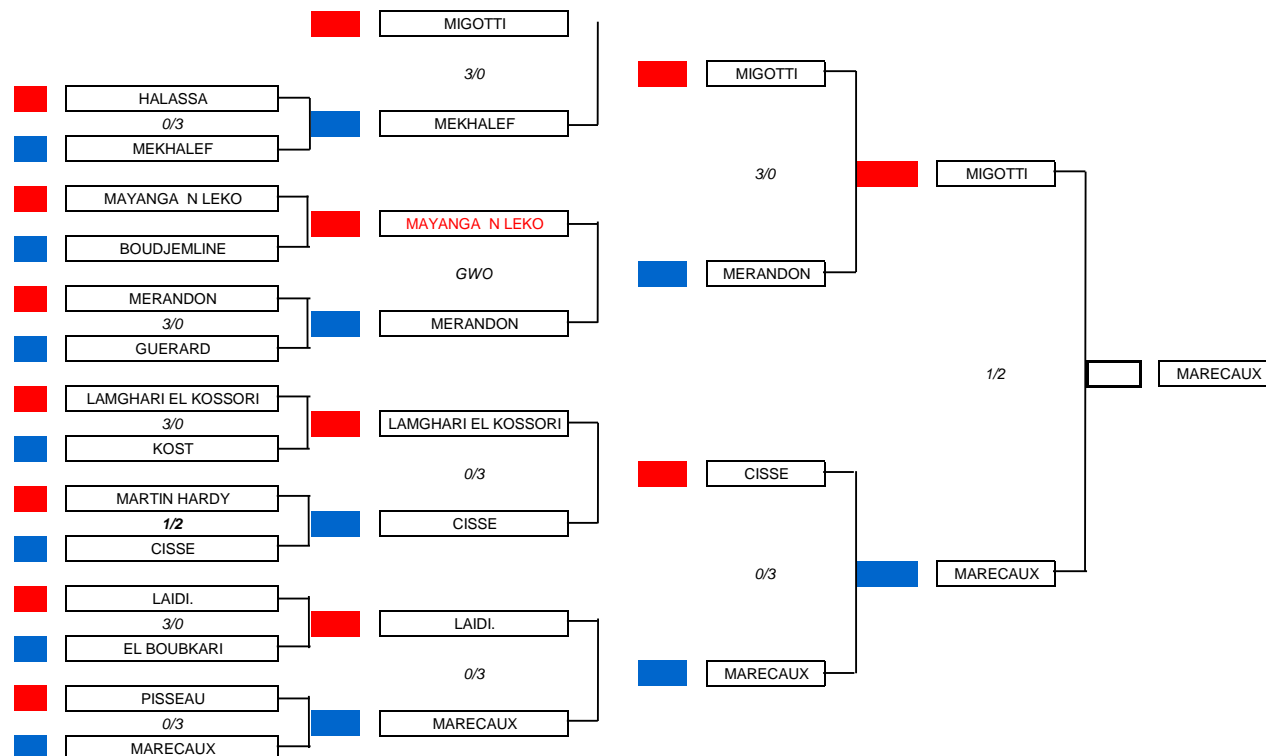 MIGOTTI
3/0
MEKHALEF
HALASSA
0/3
MEKHALEF
MAYANGA N LEKO
BOUDJEMLINE
MAYANGA N LEKO
GWO
MERANDON
MERANDON
3/0
GUERARD
LAMGHARI EL KOSSORI
3/0
KOST
LAMGHARI EL KOSSORI
0/3
CISSE
MARTIN HARDY
1/2
CISSE
LAIDI.
3/0
EL BOUBKARI
LAIDI.
0/3
MARECAUX
PISSEAU
0/3
MARECAUX
MIGOTTI
3/0
MERANDON
CISSE
0/3
MARECAUX
MIGOTTI
1/2
MARECAUX
MARECAUX